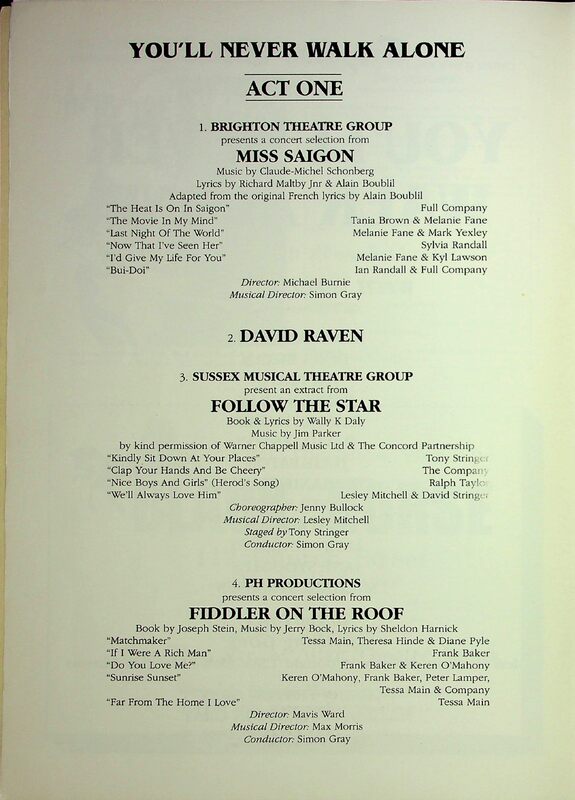 YOU'LL NEVER WALK ALONE
ACT ONE
1. BRIGHTON THEATRE GROUP
presents a concert selection from
MISS SAIGON
Music by Claude-Michel Schonberg
Lyrics by Richard Maltby Jnr & Alain Boublil
Adapted from the original French lyrics by Alain Boublil
"The Heat Is On In Saigon" Full Company
"The Movie In My Mind" Tania Brown & Melanie Fane
"Last Night Of The World" Melanie Fane & Mark Yexley
"Now That I've Seen Her" Sylvia Randall
"I'd Give My Life For You" Melanie Fane & Kyl Lawson
"Bui-Doi" Ian Randall & Full Company
Director: Michael Burnie
Musical Director: Simon Gray
2. DAVID RAVEN
3. SUSSEX MUSICAL THEATRE GROUP
present an extract from
FOLLOW THE STAR
Book & Lyrics by Wally K Daly
Music by Jim Parker
by kind permission of Warner Chappell Music Ltd & The Concord Partnership
"Kindly Sit Down At Your Places" Tony Stringer
"Clap Your Hands And Be Cheery" The Company
"Nice Boys And Girls" (Herod's Song) Ralph Taylor
"We'll Always Love Him" Lesley Mitchell & David Stringer
Choreographer: Jenny Bullock
Musical Director: Lesley Mitchell
Staged by Tony Stringer
Conductor: Simon Gray
4. PH PRODUCTIONS
presents a concert selection from
FIDDLER ON THE ROOF
Book by Joseph Stein, Music by Jerry Bock, Lyrics by Sheldon Harnick
"Matchmaker" Tessa Main, Theresa Hinde & Diane Pyle
"If I Were A Rich Man" Frank Baker
"Do You Love Me?" Frank Baker & Keren O'Mahony
"Sunrise Sunset" Keren O'Mahony, Frank Baker, Peter Lamper,
Tessa Main & Company
"Far From The Home I Love" Tessa Main
Director: Mavis Ward
Musical Director: Max Morris
Conductor: Simon Gray